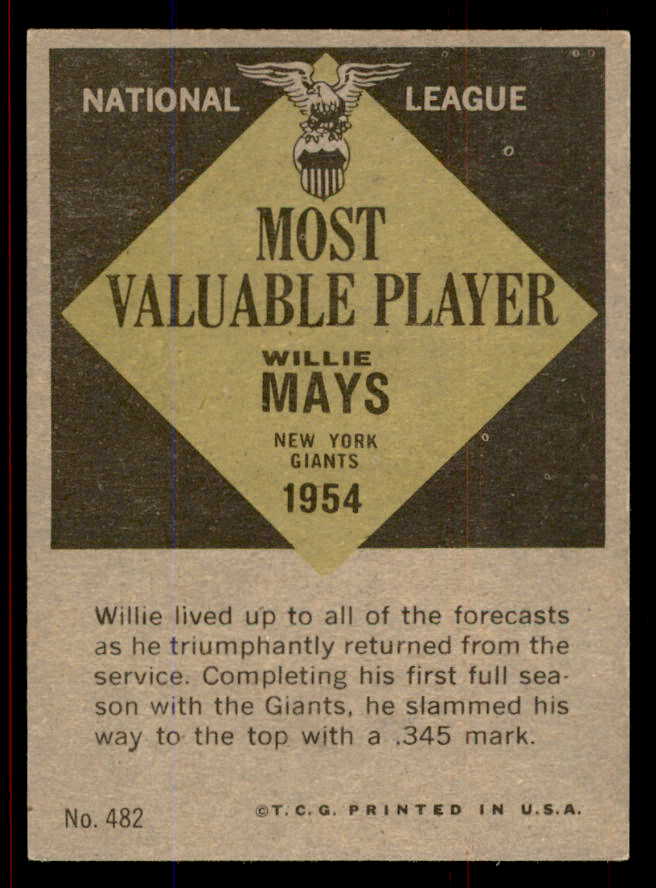 NATIONAL LEAGUE
MOST
VALUABLE PLAYER
WILLIE
MAYS
NEW YORK
GIANTS
1954
Willie lived up to all of the forecasts
as he triumphantly returned from the
service. Completing his first full sea-
son with the Giants, he slammed his
way to the top with a .345 mark.
No. 482 ©T.C.G. PRINTED IN U.S.A.